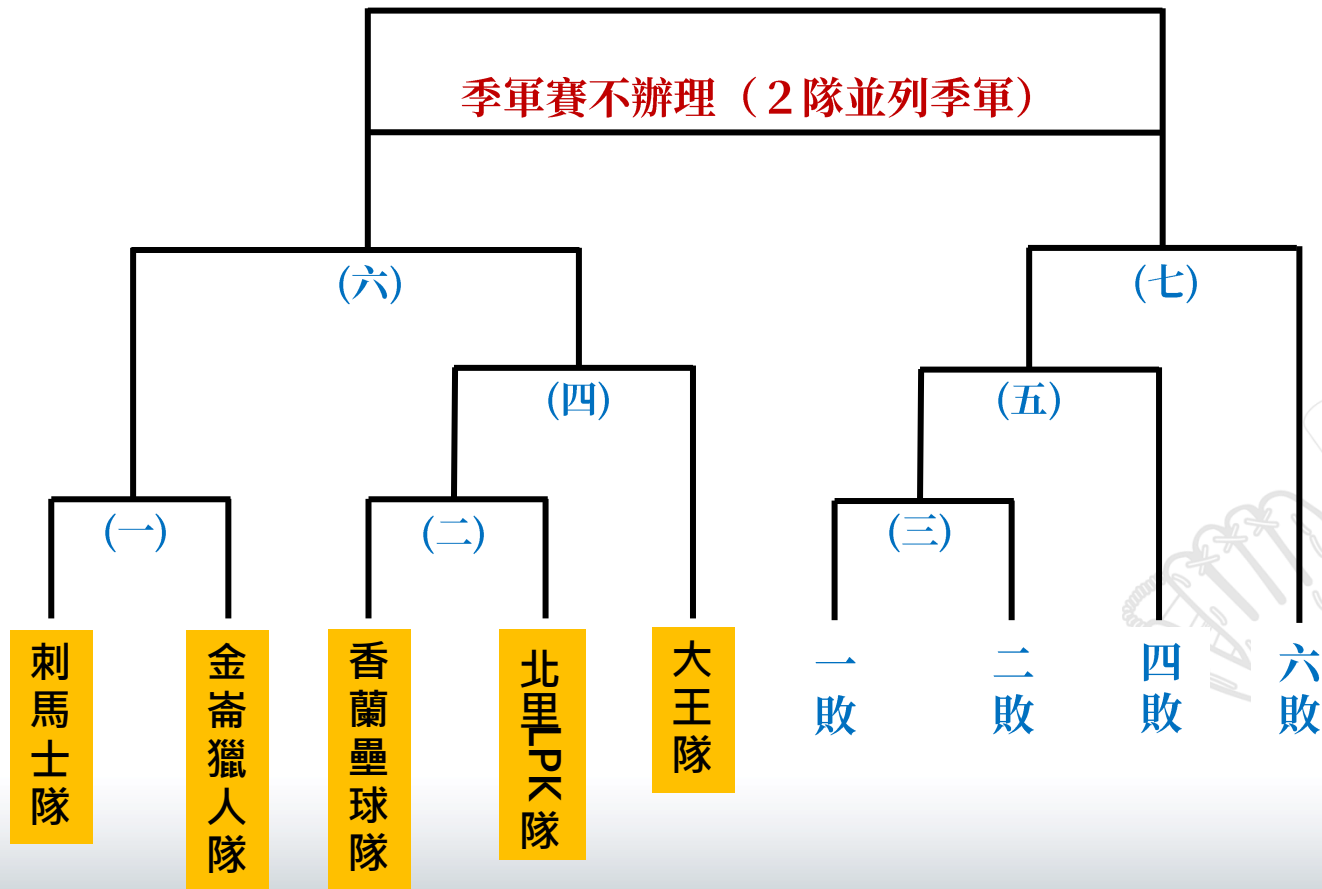 季軍賽不辦理（２隊並列季軍）
(六)
(七)
(四)
(五)
(一)
(二)
(三)
刺馬士隊
金崙獵人隊
香蘭壘球隊
北里LPK隊
大王隊
一敗
二敗
四敗
六敗